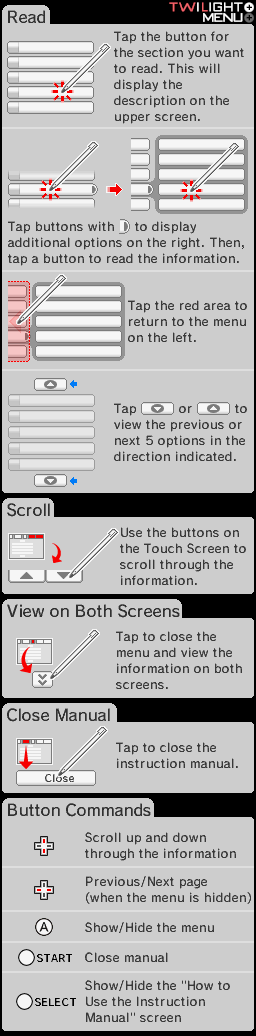 TWiLIGHT
MENU
Read
Tap the button for
the section you want
to read. This will
display the
description on the
upper screen.
Tap buttons with to display
additional options on the right. Then,
tap a button to read the information.
Tap the red area to
return to the menu
on the left.
Tap or to
view the previous or
next 5 options in the
direction indicated.
Scroll
Use the buttons on
the Touch Screen to
scroll through the
information.
View on Both Screens
Tap to close the
menu and view the
information on both
screens.
Close Manual
Tap to close the
instruction manual.
Close
Button Commands
Scroll up and down
through the information
Previous/Next page
(when the menu is hidden)
A Show/Hide the menu
START Close manual
Show/Hide the "How to
SELECT Use the Instruction
Manual" screen